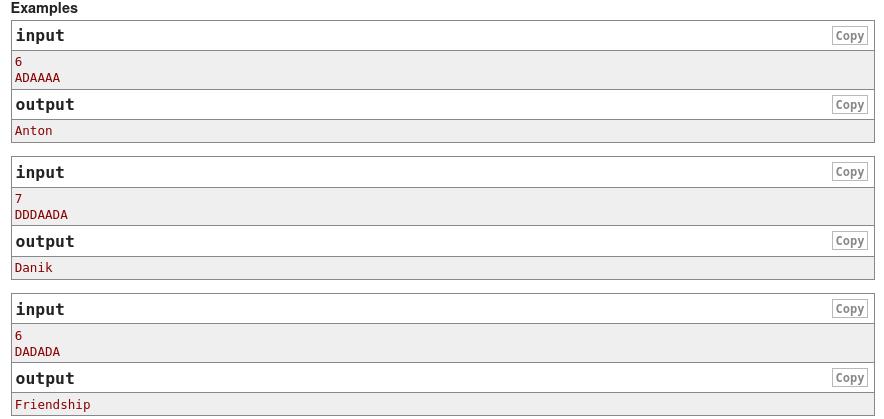 Examples
input
Copy
6
ADAAAA
output
Copy
Anton
input
Copy
7
DDDAADA
output
Copy
Danik
input
Copy
6
DADADA
output
Copy
Friendship